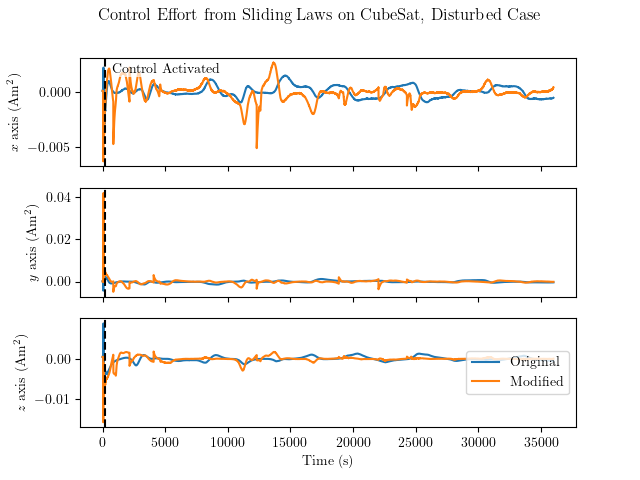 Control Effort from Sliding Laws on CubeSat, Disturbed Case
Control Activated
x axis (Am²)
0.000
−0.005
y axis (Am²)
0.04
0.02
0.00
z axis (Am²)
0.00
−0.01
Original
Modified
0 5000 10000 15000 20000 25000 30000 35000
Time (s)